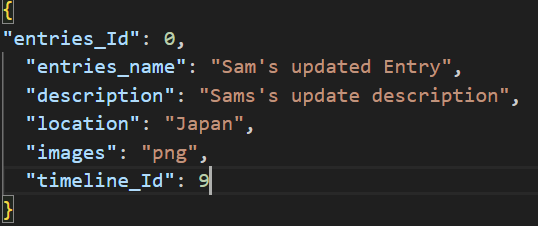 {
"entries_Id": 0,
"entries_name": "Sam's updated Entry",
"description": "Sams's update description",
"location": "Japan",
"images": "png",
"timeline_Id": 9
}